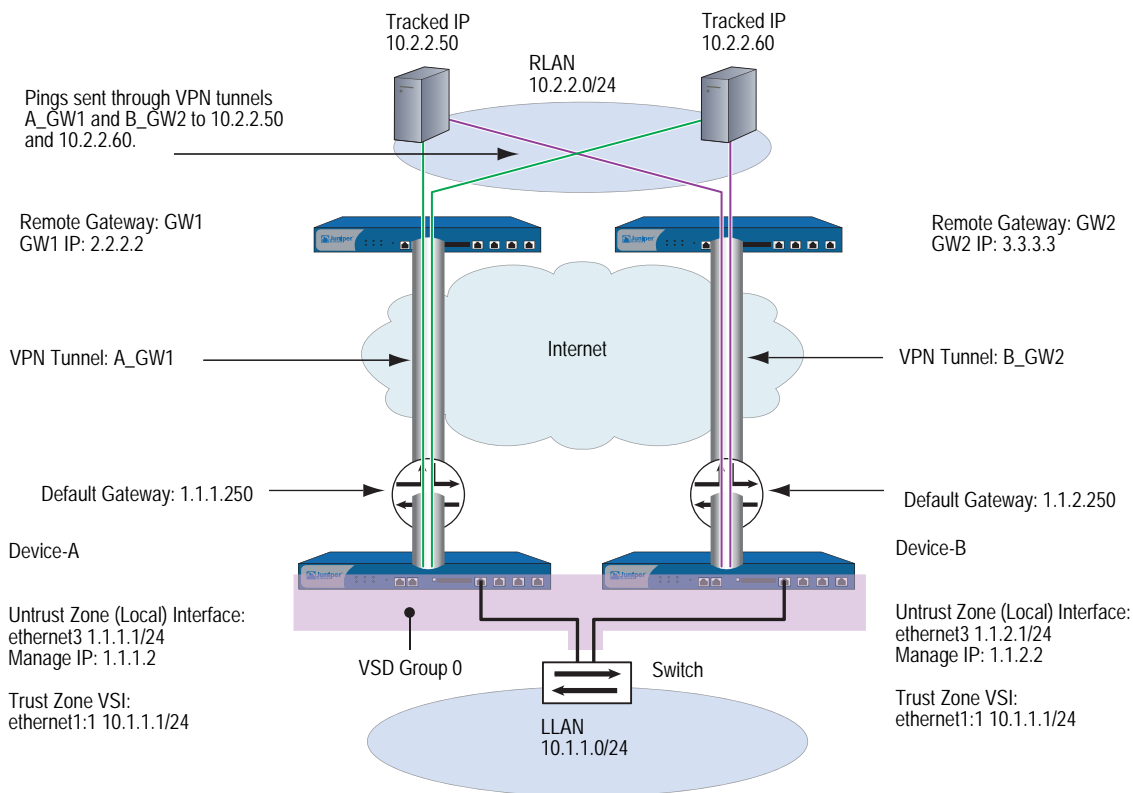 Tracked IP
10.2.2.50
Tracked IP
10.2.2.60
RLAN
10.2.2.0/24
Pings sent through VPN tunnels
A_GW1 and B_GW2 to 10.2.2.50
and 10.2.2.60.
Remote Gateway: GW1
GW1 IP: 2.2.2.2
Juniper
Juniper
Remote Gateway: GW2
GW2 IP: 3.3.3.3
VPN Tunnel: A_GW1
Internet
VPN Tunnel: B_GW2
Default Gateway: 1.1.1.250
Default Gateway: 1.1.2.250
Device-A
Juniper
Juniper
Device-B
Untrust Zone (Local) Interface:
ethernet3 1.1.1.1/24
Manage IP: 1.1.1.2
Trust Zone VSI:
ethernet1:1 10.1.1.1/24
VSD Group 0
Switch
LLAN
10.1.1.0/24
Untrust Zone (Local) Interface:
ethernet3 1.1.2.1/24
Manage IP: 1.1.2.2
Trust Zone VSI:
ethernet1:1 10.1.1.1/24